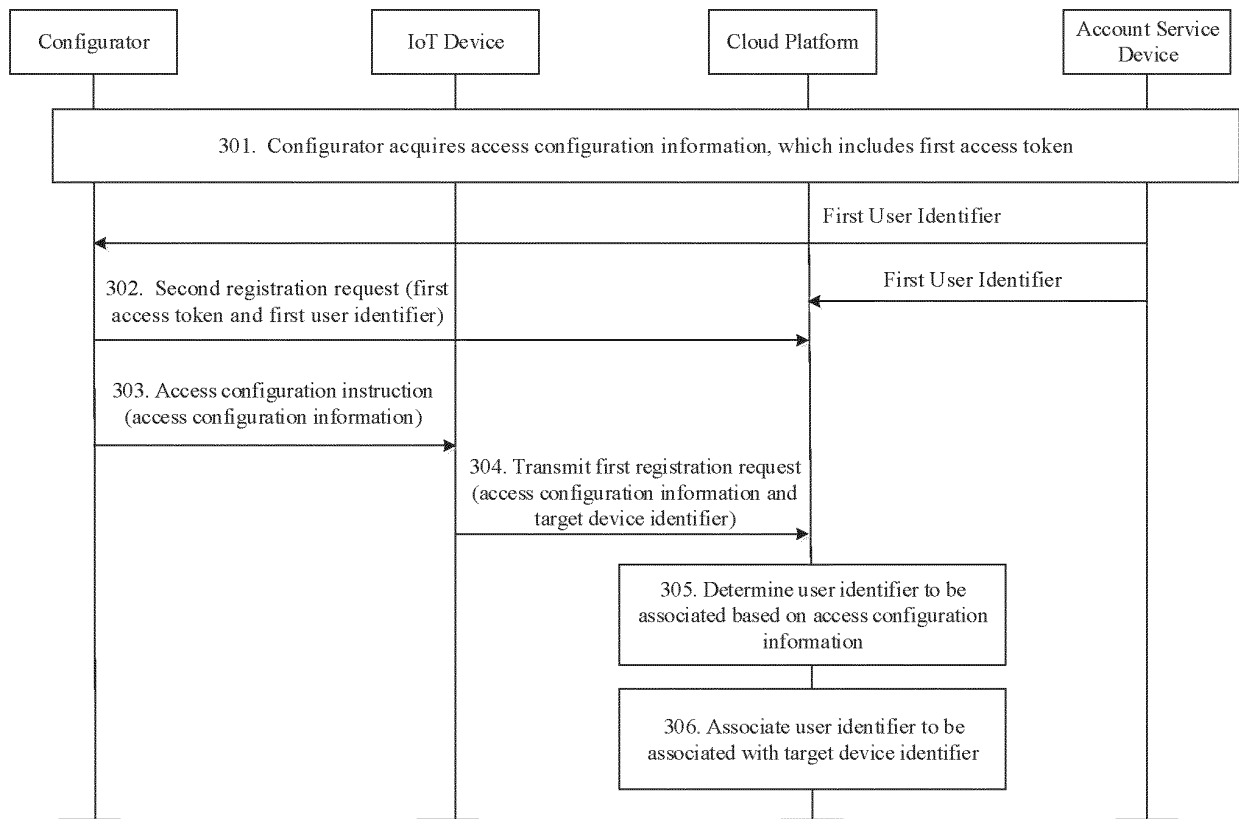 Configurator
IoT Device
Cloud Platform
Account Service
Device
301. Configurator acquires access configuration information, which includes first access token
First User Identifier
First User Identifier
302. Second registration request (first
access token and first user identifier)
303. Access configuration instruction
(access configuration information)
304. Transmit first registration request
(access configuration information and
target device identifier)
305. Determine user identifier to be
associated based on access configuration
information
306. Associate user identifier to be
associated with target device identifier